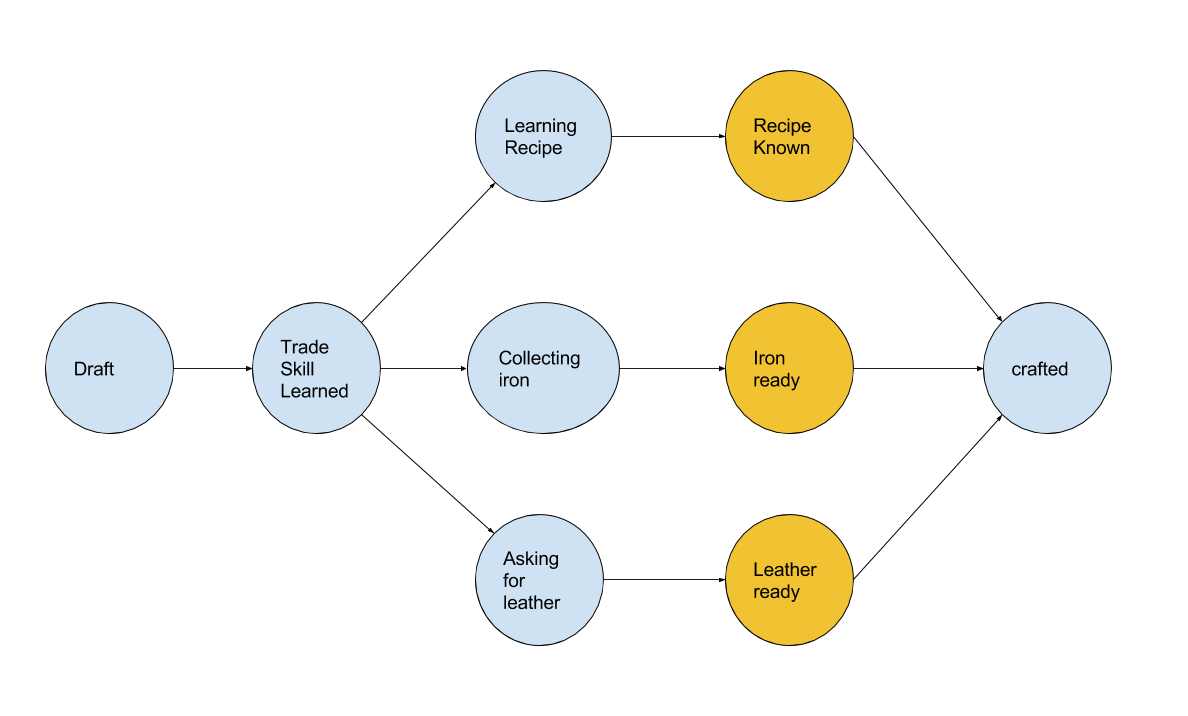 Learning
Recipe
Recipe
Known
Draft
Trade
Skill
Learned
Collecting
iron
Iron
ready
crafted
Asking
for
leather
Leather
ready